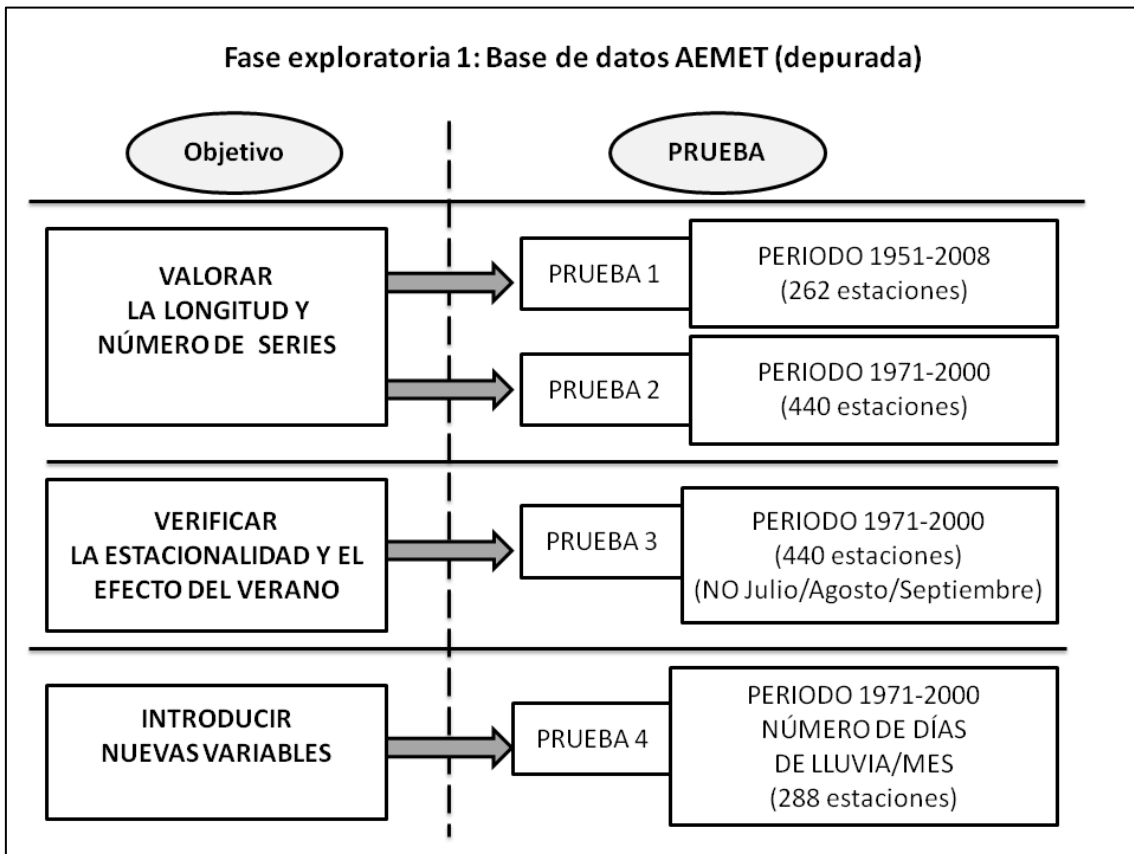 Fase exploratoria 1: Base de datos AEMET (depurada)
Objetivo
PRUEBA
VALORAR
LA LONGITUD Y
NÚMERO DE SERIES
PRUEBA 1
PERIODO 1951-2008
(262 estaciones)
PRUEBA 2
PERIODO 1971-2000
(440 estaciones)
VERIFICAR
LA ESTACIONALIDAD Y EL
EFECTO DEL VERANO
PRUEBA 3
PERIODO 1971-2000
(440 estaciones)
(NO Julio/Agosto/Septiembre)
INTRODUCIR
NUEVAS VARIABLES
PRUEBA 4
PERIODO 1971-2000
NÚMERO DE DÍAS
DE LLUVIA/MES
(288 estaciones)